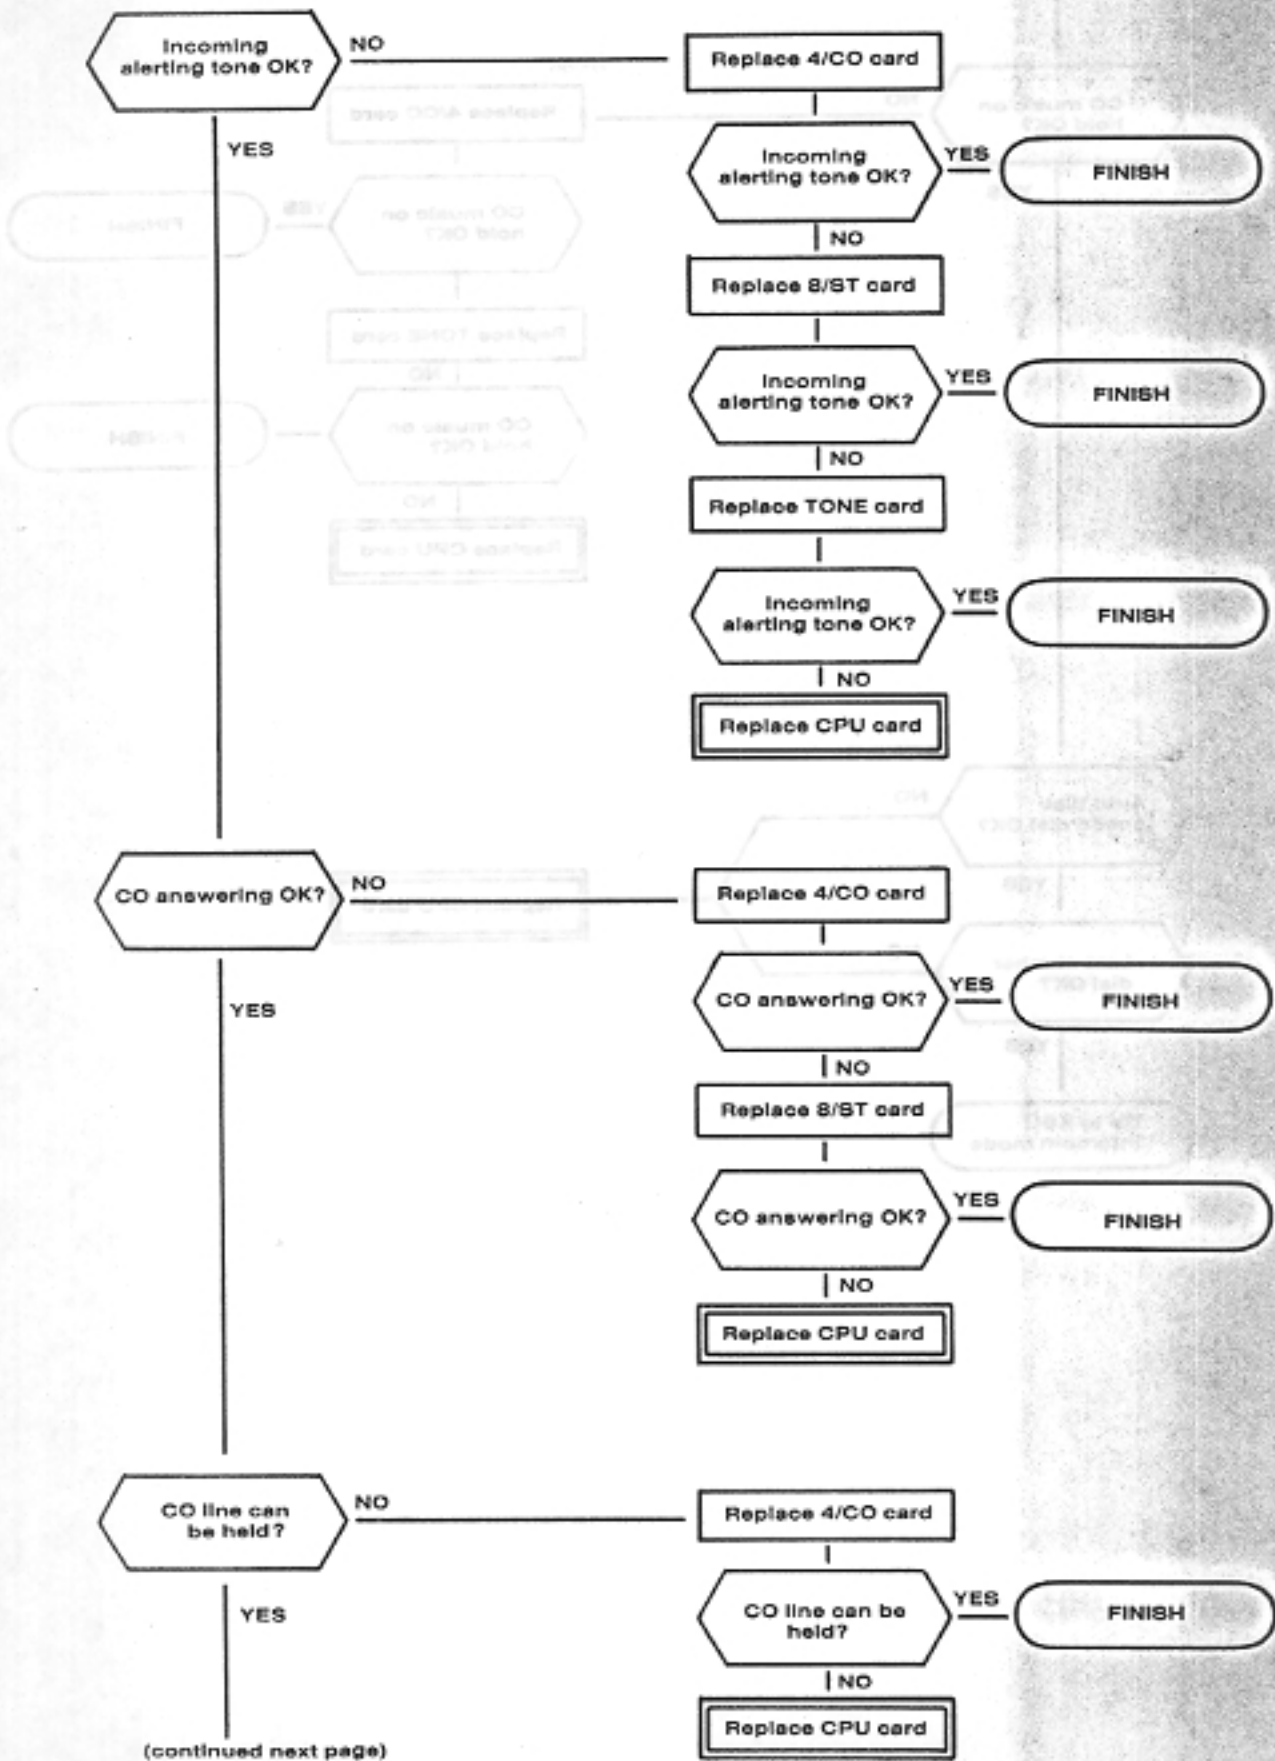 Incoming
alerting tone OK?
NO
Replace 4/CO card
YES
Incoming
alerting tone OK?
YES
FINISH
NO
Replace 8/ST card
Incoming
alerting tone OK?
YES
FINISH
NO
Replace TONE card
Incoming
alerting tone OK?
YES
FINISH
NO
Replace CPU card
CO answering OK?
NO
Replace 4/CO card
YES
CO answering OK?
YES
FINISH
NO
Replace 8/ST card
CO answering OK?
YES
FINISH
NO
Replace CPU card
CO line can
be held?
NO
Replace 4/CO card
YES
CO line can be
held?
YES
FINISH
NO
Replace CPU card
(continued next page)